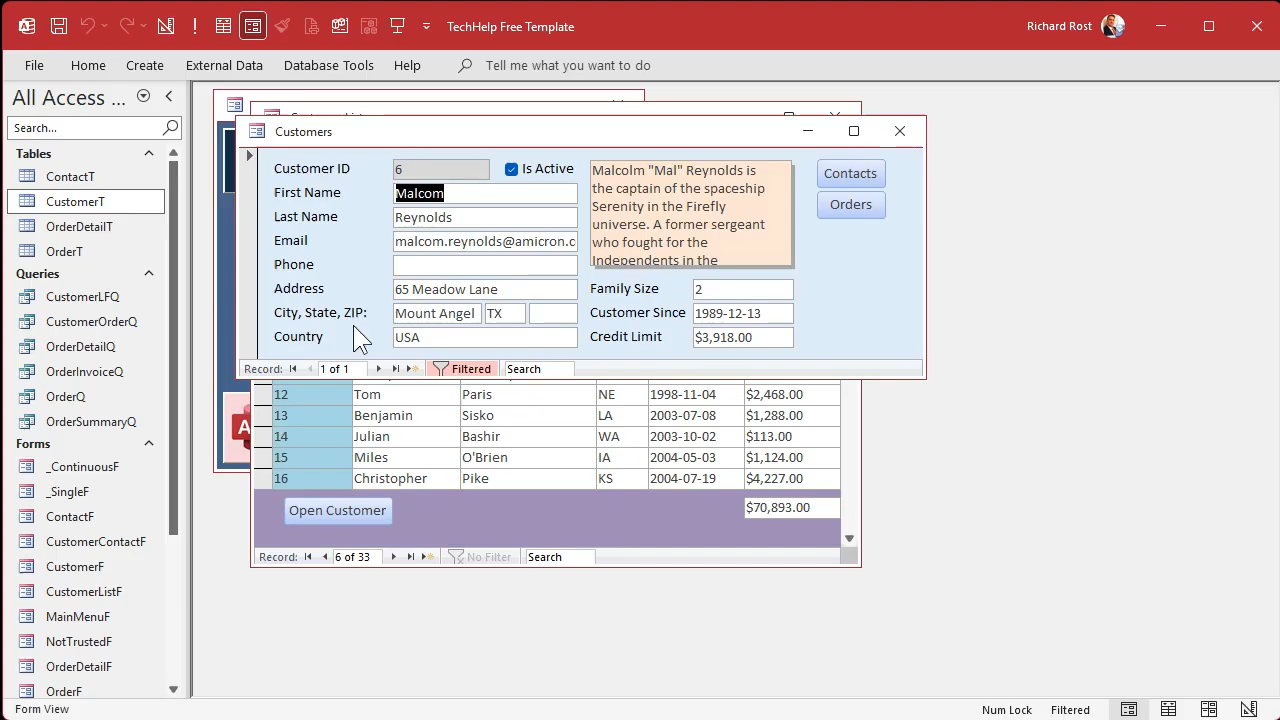 TechHelp Free Template
Richard Rost
File
Home
Create
External Data
Database Tools
Help
Tell me what you want to do
All Access ...
Search...
Tables
ContactT
CustomerT
OrderDetailT
OrderT
Queries
CustomerLFQ
CustomerOrderQ
OrderDetailQ
OrderInvoiceQ
OrderQ
OrderSummaryQ
Forms
_ContinuousF
_SingleF
ContactF
CustomerContactF
CustomerF
CustomerListF
MainMenuF
NotTrustedF
OrderDetailF
OrderF
Customers
Customer ID 6 Is Active
First Name Malcom
Last Name Reynolds
Email malcom.reynolds@amicron.c
Phone
Address 65 Meadow Lane
City, State, ZIP: Mount Angel TX
Country USA
Malcolm "Mal" Reynolds is
the captain of the spaceship
Serenity in the Firefly
universe. A former sergeant
who fought for the
Independents in the
Family Size 2
Customer Since 1989-12-13
Credit Limit $3,918.00
Contacts
Orders
Record: 1 of 1 Filtered Search
12 Tom Paris NE 1998-11-04 $2,468.00
13 Benjamin Sisko LA 2003-07-08 $1,288.00
14 Julian Bashir WA 2003-10-02 $113.00
15 Miles O'Brien IA 2004-05-03 $1,124.00
16 Christopher Pike KS 2004-07-19 $4,227.00
Open Customer $70,893.00
Record: 6 of 33 No Filter Search
Form View
Num Lock Filtered